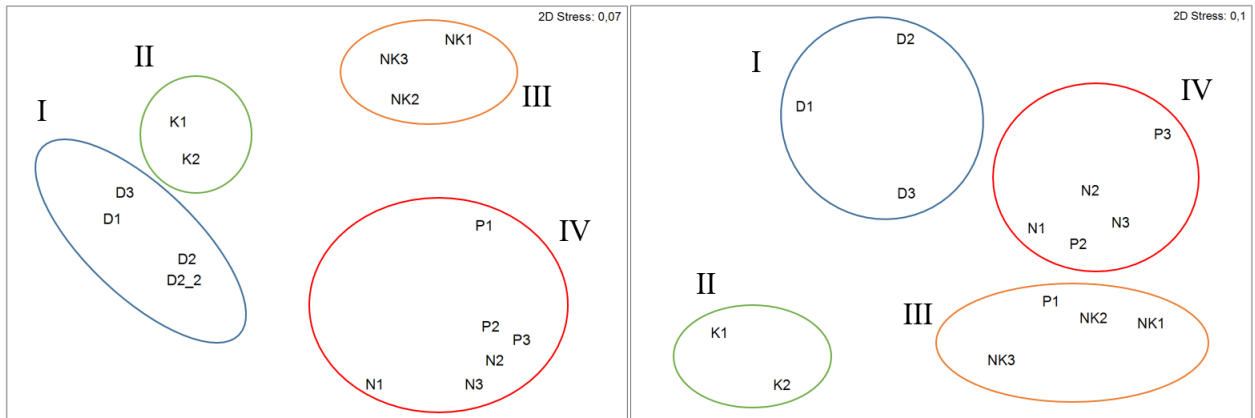 2D Stress: 0,07
NK1
II
NK3
NK2
III
I
K1
K2
D3
D1
P1
IV
D2
D2_2
P2
P3
N2
N1
N3
2D Stress: 0,1
D2
I
IV
D1
P3
N2
D3
N3
N1
P2
II
P1
III
NK2
NK1
K1
NK3
K2